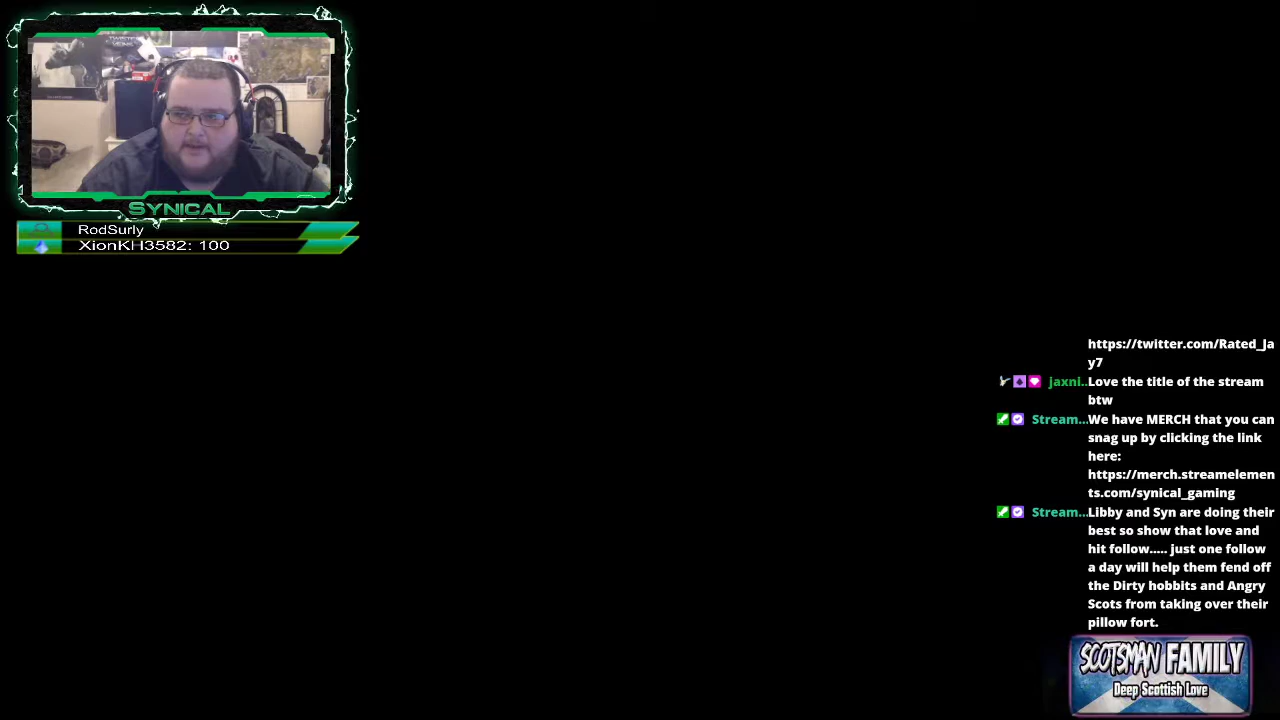 SYNICAL
RodSurly
XionKH3582: 100
https://twitter.com/Rated_Ja
y7
jaxni.. Love the title of the stream
btw
Stream... We have MERCH that you can
snag up by clicking the link
here:
https://merch.streamelemen
ts.com/synical_gaming
Stream... Libby and Syn are doing their
best so show that love and
hit follow..... just one follow
a day will help them fend off
the Dirty hobbits and Angry
Scots from taking over their
pillow fort.
SCOTSMAN FAMILY
Deep Scottish Love